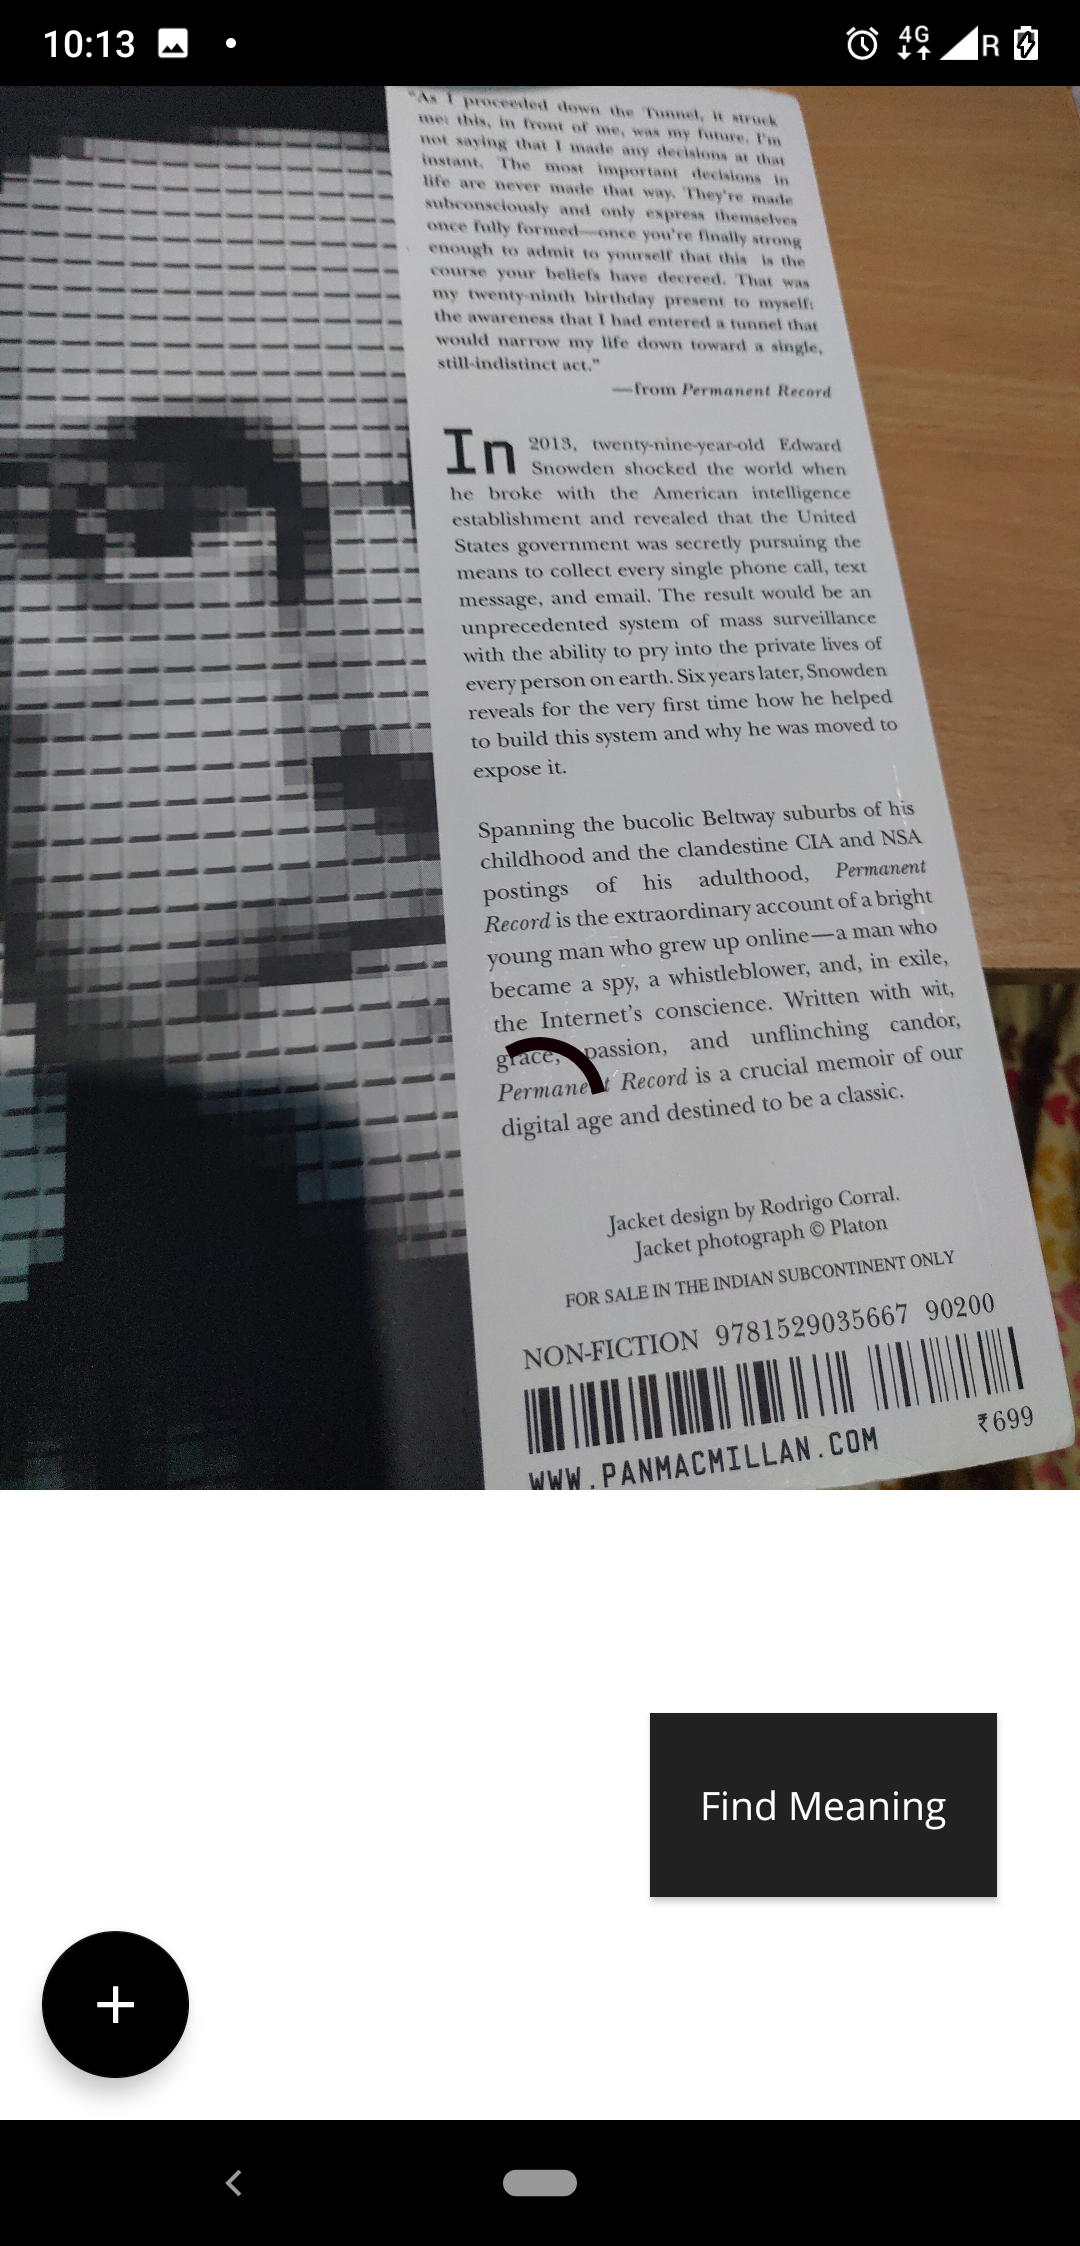 10:13
4G
R
"As I proceeded down the Tunnel, it struck
me: this, in front of me, was my future. I'm
not saying that I made any decisions at that
instant. The most important decisions in
life are never made that way. They're made
subconsciously and only express themselves
once fully formed—once you're finally strong
enough to admit to yourself that this is the
course your beliefs have decreed. That was
my twenty-ninth birthday present to myself:
the awareness that I had entered a tunnel that
would narrow my life down toward a single,
still-indistinct act."
—from Permanent Record
In 2013, twenty-nine-year-old Edward
Snowden shocked the world when
he broke with the American intelligence
establishment and revealed that the United
States government was secretly pursuing the
means to collect every single phone call, text
message, and email. The result would be an
unprecedented system of mass surveillance
with the ability to pry into the private lives of
every person on earth. Six years later, Snowden
reveals for the very first time how he helped
to build this system and why he was moved to
expose it.
Spanning the bucolic Beltway suburbs of his
childhood and the clandestine CIA and NSA
postings of his adulthood, Permanent
Record is the extraordinary account of a bright
young man who grew up online—a man who
became a spy, a whistleblower, and, in exile,
the Internet's conscience. Written with wit,
grace, passion, and unflinching candor,
Permanent Record is a crucial memoir of our
digital age and destined to be a classic.
Jacket design by Rodrigo Corral.
Jacket photograph © Platon
FOR SALE IN THE INDIAN SUBCONTINENT ONLY
NON-FICTION 9781529035667 90200
₹699
WWW.PANMACMILLAN.COM
Find Meaning
+